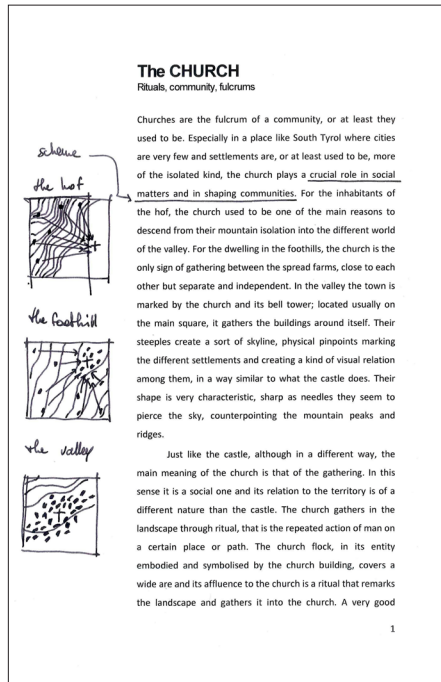 The CHURCH
Rituals, community, fulcrums
Churches are the fulcrum of a community, or at least they
used to be. Especially in a place like South Tyrol where cities
are very few and settlements are, or at least used to be, more
of the isolated kind, the church plays a crucial role in social
matters and in shaping communities. For the inhabitants of
the hof, the church used to be one of the main reasons to
descend from their mountain isolation into the different world
of the valley. For the dwelling in the foothills, the church is the
only sign of gathering between the spread farms, close to each
other but separate and independent. In the valley the town is
marked by the church and its bell tower; located usually on
the main square, it gathers the buildings around itself. Their
steeples create a sort of skyline, physical pinpoints marking
the different settlements and creating a kind of visual relation
among them, in a way similar to what the castle does. Their
shape is very characteristic, sharp as needles they seem to
pierce the sky, counterpointing the mountain peaks and
ridges.
Just like the castle, although in a different way, the
main meaning of the church is that of the gathering. In this
sense it is a social one and its relation to the territory is of a
different nature than the castle. The church gathers in the
landscape through ritual, that is the repeated action of man on
a certain place or path. The church flock, in its entity
embodied and symbolised by the church building, covers a
wide are and its affluence to the church is a ritual that remarks
the landscape and gathers it into the church. A very good
1
scheme
the hof
the foothill
the valley